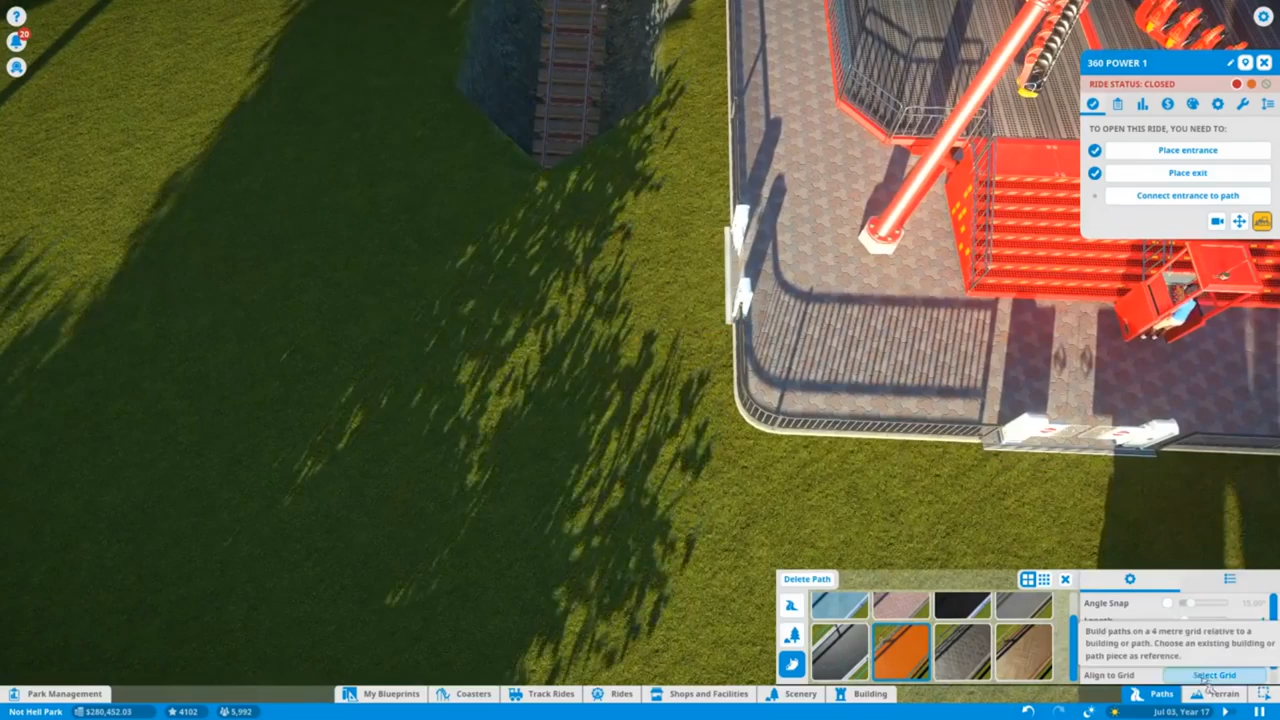 ?
20
360 POWER 1
RIDE STATUS: CLOSED
TO OPEN THIS RIDE, YOU NEED TO:
Place entrance
Place exit
Connect entrance to path
Delete Path
Angle Snap 15.00°
Build paths on a 4 metre grid relative to a
building or path. Choose an existing building or
path piece as reference.
Align to Grid Select Grid
Park Management My Blueprints Coasters Track Rides Rides Shops and Facilities Scenery Building Paths Terrain
Not Hell Park $280,452.03 4102 5,992 Jul 03, Year 17